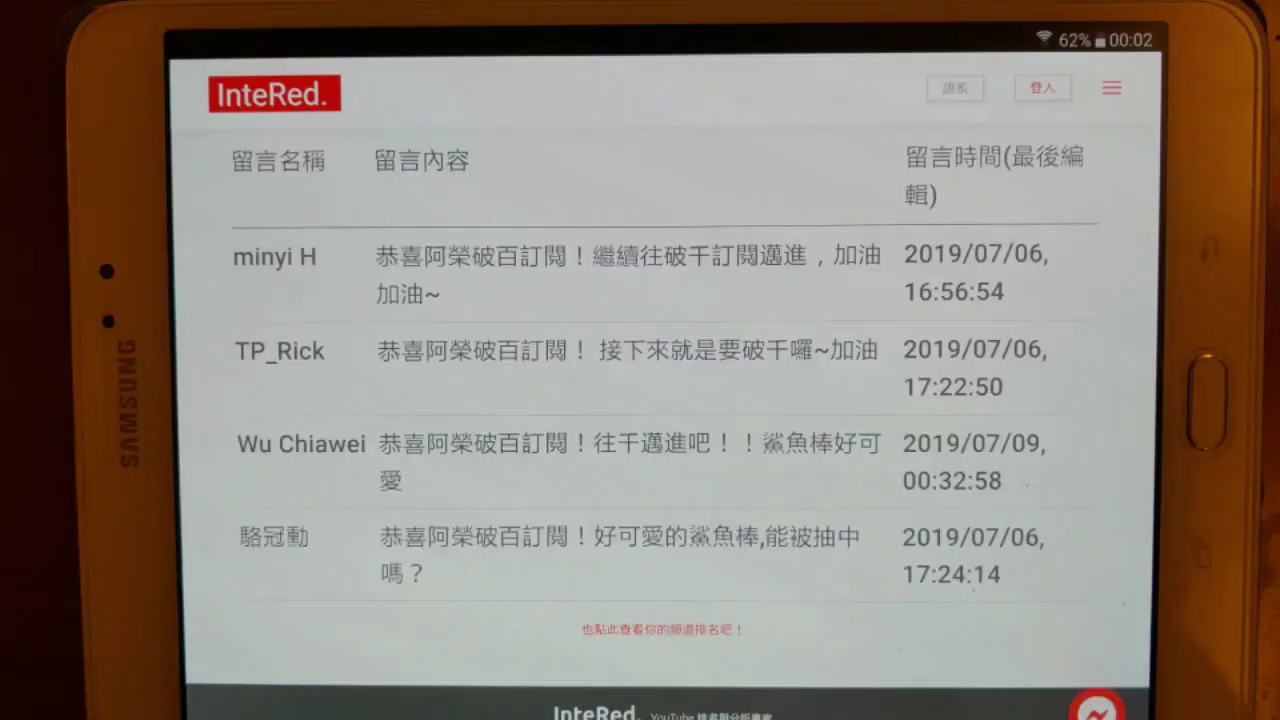 62% 00:02
InteRed.
語系
登入
留言名稱
留言內容
留言時間(最後編
輯)
minyi H
恭喜阿榮破百訂閱！繼續往破千訂閱邁進，加油
加油~
2019/07/06,
16:56:54
TP_Rick
恭喜阿榮破百訂閱！ 接下來就是要破千囉~加油
2019/07/06,
17:22:50
Wu Chiawei
恭喜阿榮破百訂閱！往千邁進吧！！鯊魚棒好可
愛
2019/07/09,
00:32:58
駱冠勳
恭喜阿榮破百訂閱！好可愛的鯊魚棒,能被抽中
嗎？
2019/07/06,
17:24:14
也點此查看你的頻道排名吧！
InteRed. YouTube
SAMSUNG